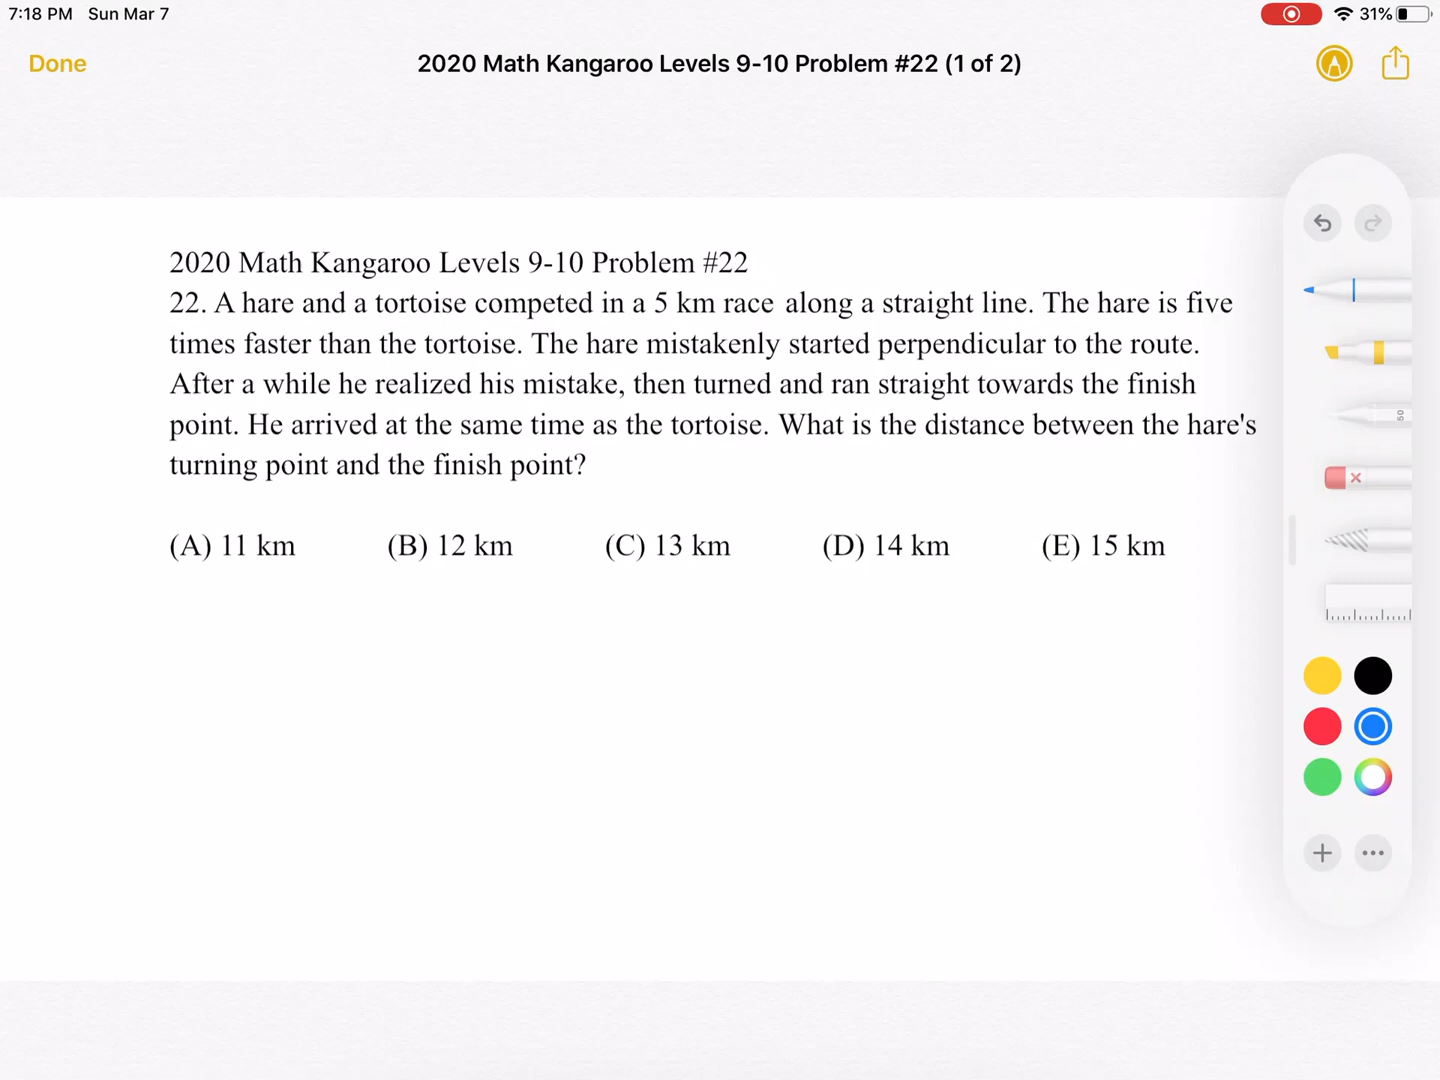 7:18 PM Sun Mar 7
31%
Done
2020 Math Kangaroo Levels 9-10 Problem #22 (1 of 2)
2020 Math Kangaroo Levels 9-10 Problem #22
22. A hare and a tortoise competed in a 5 km race along a straight line. The hare is five
times faster than the tortoise. The hare mistakenly started perpendicular to the route.
After a while he realized his mistake, then turned and ran straight towards the finish
point. He arrived at the same time as the tortoise. What is the distance between the hare's
turning point and the finish point?
(A) 11 km (B) 12 km (C) 13 km (D) 14 km (E) 15 km
50